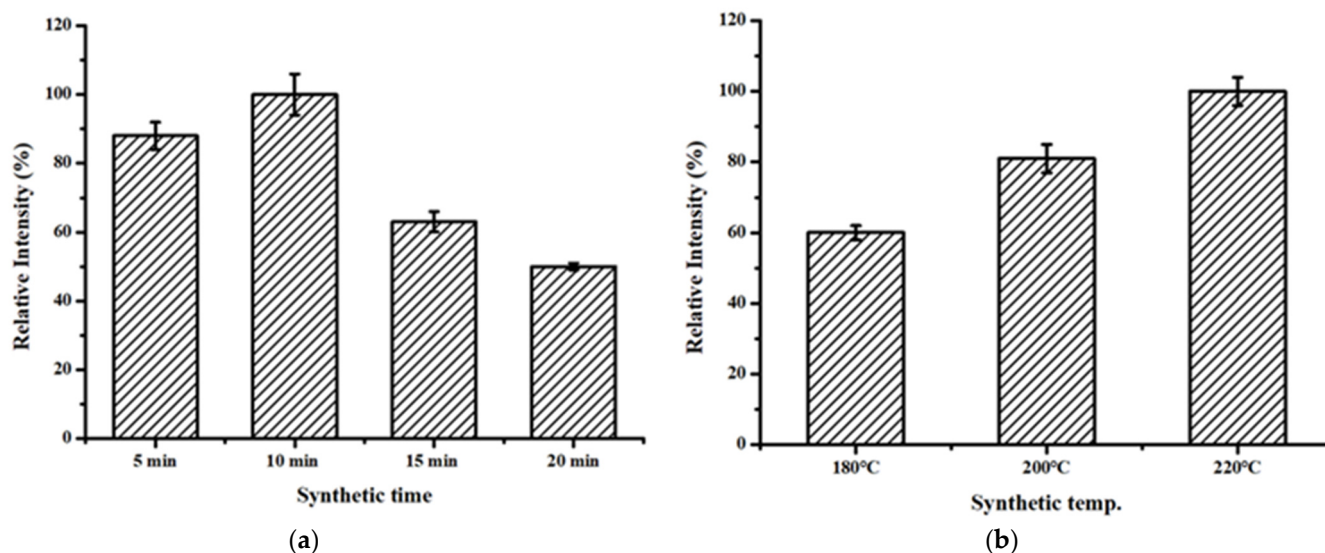 120
100
80
60
40
20
0
Relative Intensity (%)
5 min 10 min 15 min 20 min
Synthetic time
(a)
120
100
80
60
40
20
0
Relative Intensity (%)
180°C 200°C 220°C
Synthetic temp.
(b)